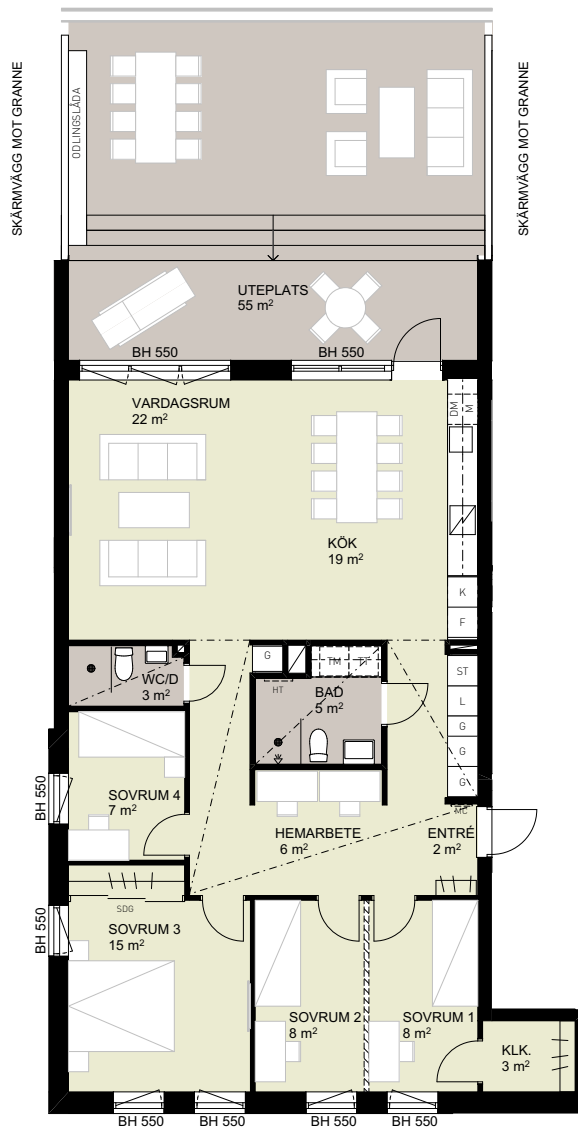 SKÄRMVÄGG MOT GRANNE
ODLINGSLÅDA
SKÄRMVÄGG MOT GRANNE
UTEPLATS
55 m²
BH 550
BH 550
VARDAGSRUM
22 m²
DM
M
KÖK
19 m²
K
F
WC/D
3 m²
G
TM
TT
HT
BAD
5 m²
ST
L
G
G
G
SOVRUM 4
7 m²
BH 550
HEMARBETE
6 m²
MC
ENTRÉ
2 m²
SDG
SOVRUM 3
15 m²
BH 550
SOVRUM 2
8 m²
SOVRUM 1
8 m²
KLK.
3 m²
BH 550
BH 550
BH 550
BH 550